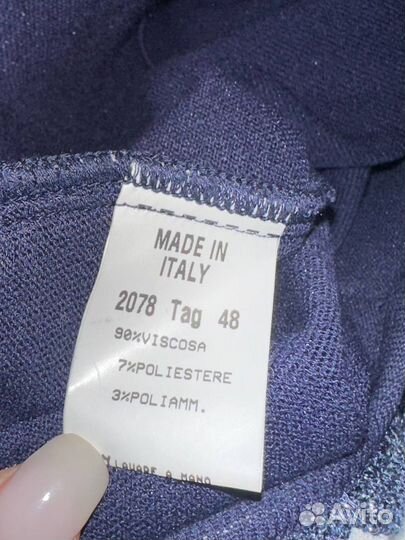 MADE IN
ITALY
2078 Tag 48
90%VISCOSA
7%POLIESTERE
3%POLIAMM.
LAVARE A MANO
Avito